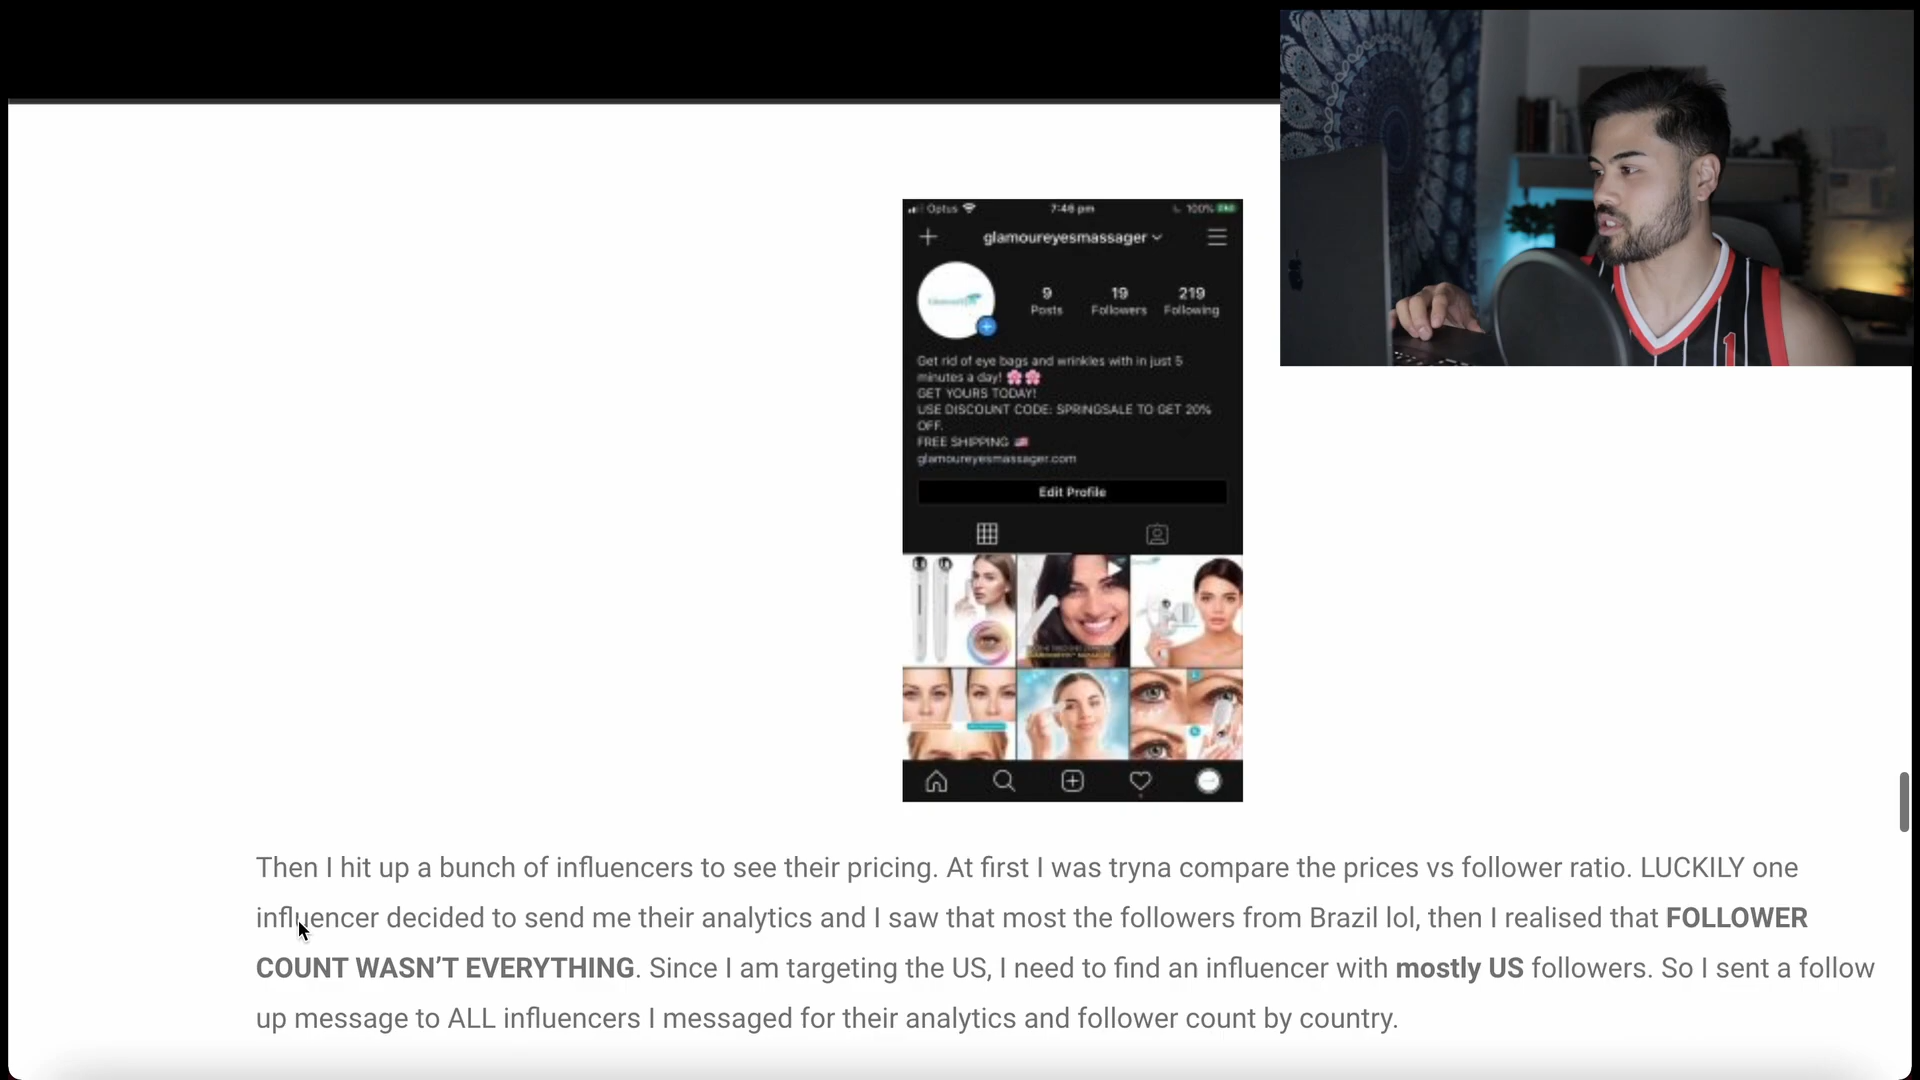 Optus 7:46 pm 100%
glamoureyesmassager
9 19 219
Posts Followers Following
Get rid of eye bags and wrinkles with in just 5
minutes a day! 🌸🌸
GET YOURS TODAY!
USE DISCOUNT CODE: SPRINGSALE TO GET 20%
OFF.
FREE SHIPPING 🇺🇸
glamoureyesmassager.com
Edit Profile
Then I hit up a bunch of influencers to see their pricing. At first I was tryna compare the prices vs follower ratio. LUCKILY one
influencer decided to send me their analytics and I saw that most the followers from Brazil lol, then I realised that FOLLOWER
COUNT WASN’T EVERYTHING. Since I am targeting the US, I need to find an influencer with mostly US followers. So I sent a follow
up message to ALL influencers I messaged for their analytics and follower count by country.
1